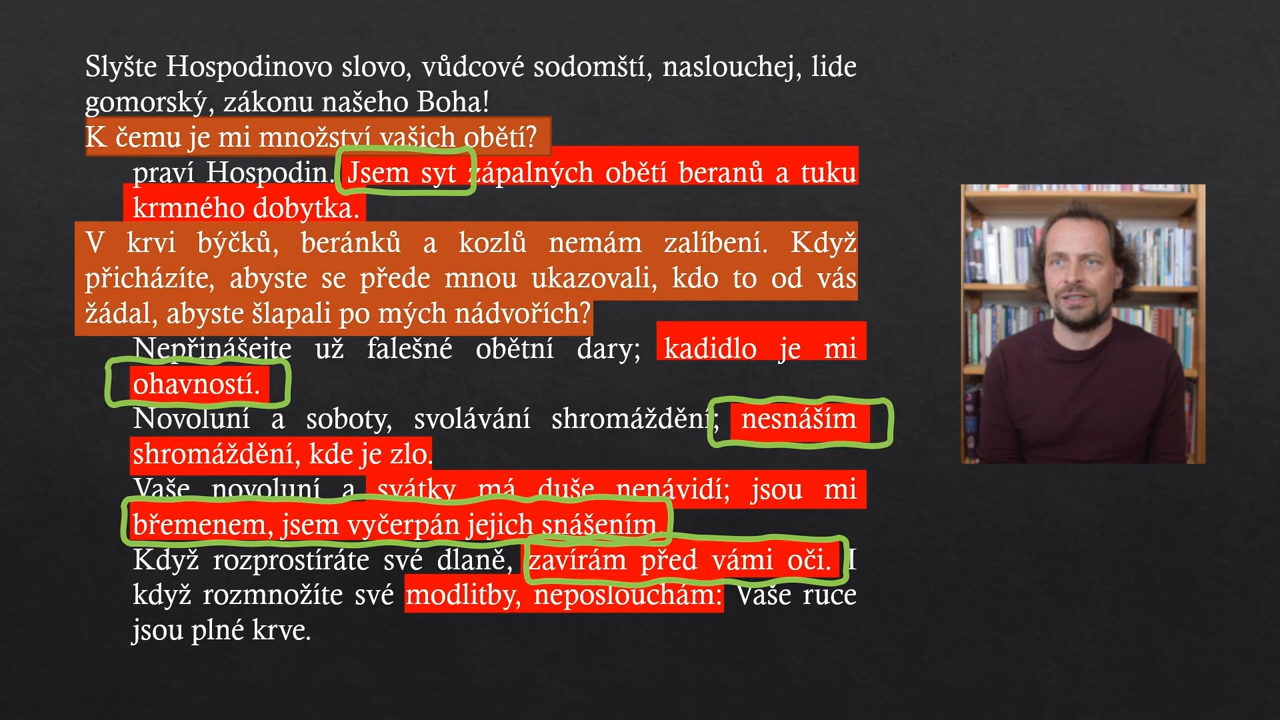 Slyšte Hospodinovo slovo, vůdcové sodomští, naslouchej, lide
gomorský, zákonu našeho Boha!
K čemu je mi množství vašich obětí?
praví Hospodin. Jsem syt zápalných obětí beranů a tuku
krmného dobytka.
V krvi býčků, beránků a kozlů nemám zalíbení. Když
přicházíte, abyste se přede mnou ukazovali, kdo to od vás
žádal, abyste šlapali po mých nádvořích?
Nepřinášejte už falešné obětní dary; kadidlo je mi
ohavností.
Novoluní a soboty, svolávání shromáždění; nesnáším
shromáždění, kde je zlo.
Vaše novoluní a svátky má duše nenávidí; jsou mi
břemenem, jsem vyčerpán jejich snášením
Když rozprostíráte své dlaně, zavírám před vámi oči. I
když rozmnožíte své modlitby, neposlouchám: Vaše ruce
jsou plné krve.